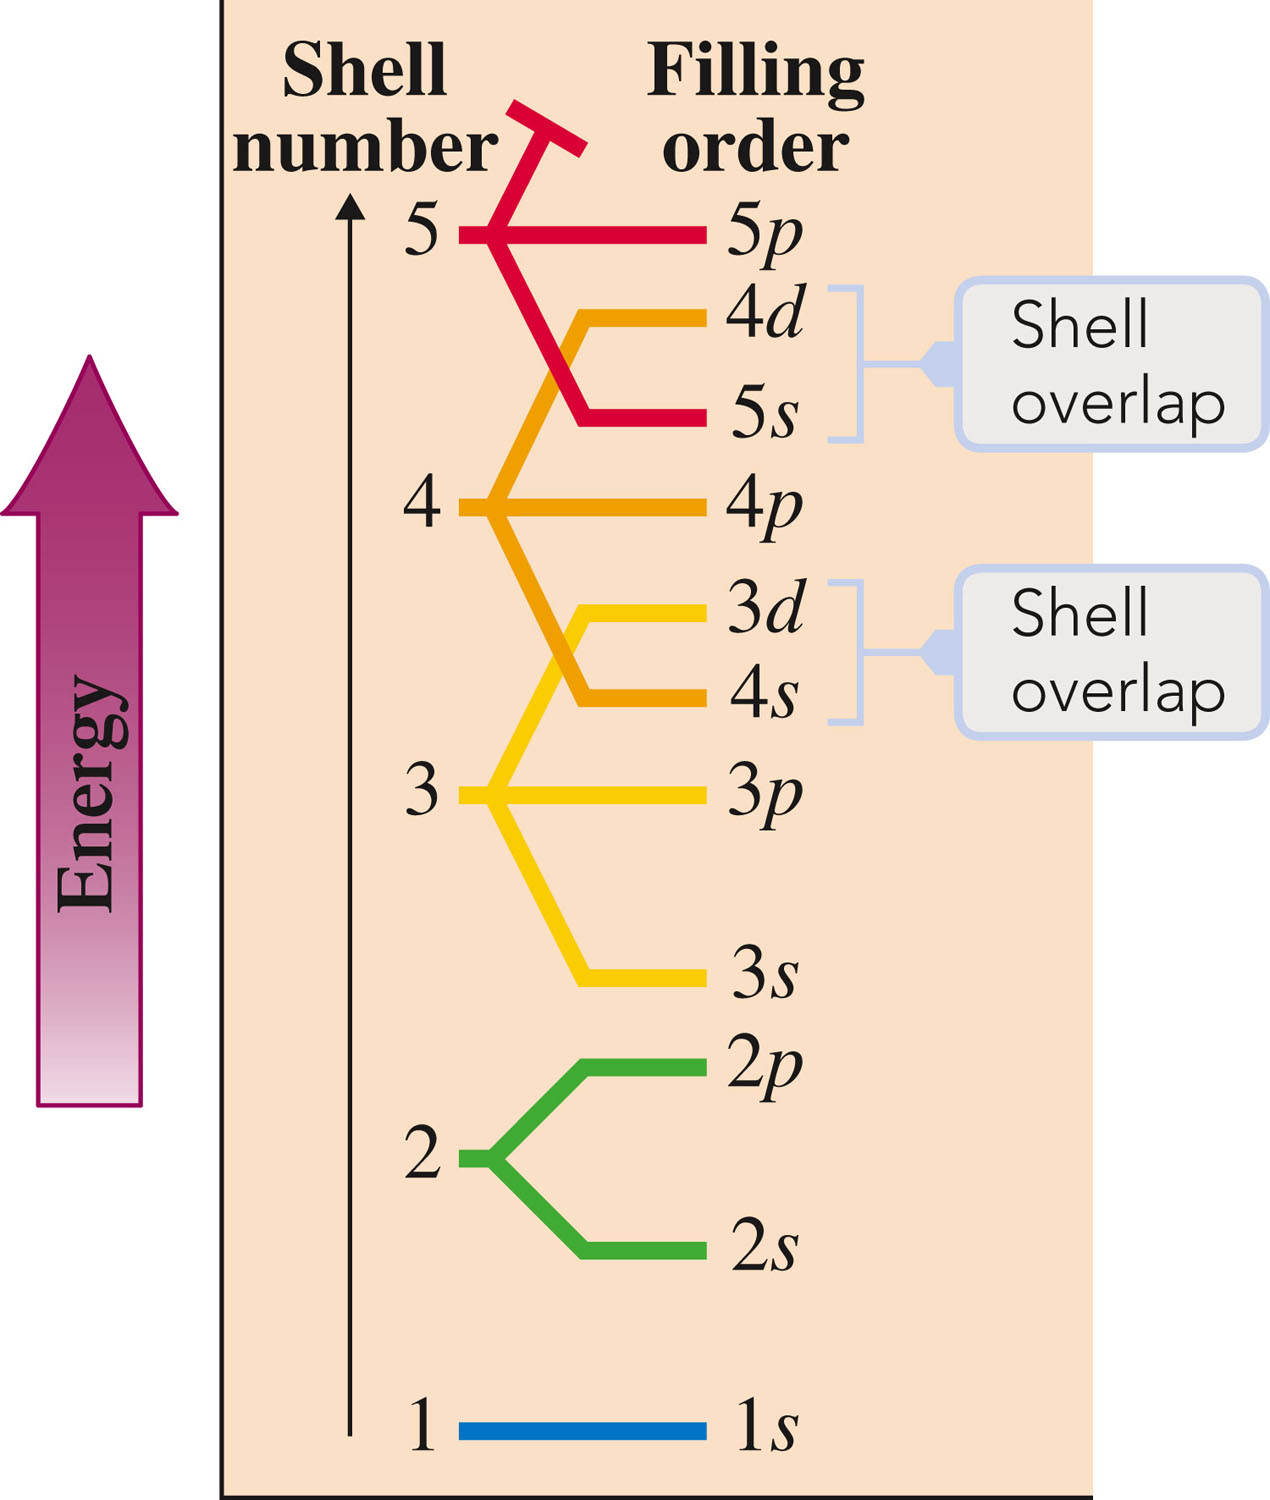 Shell
number
Filling
order
5
5p
4d
Shell
overlap
5s
4
4p
3d
Shell
overlap
4s
3
3p
3s
2p
2
2s
1
1s
Energy